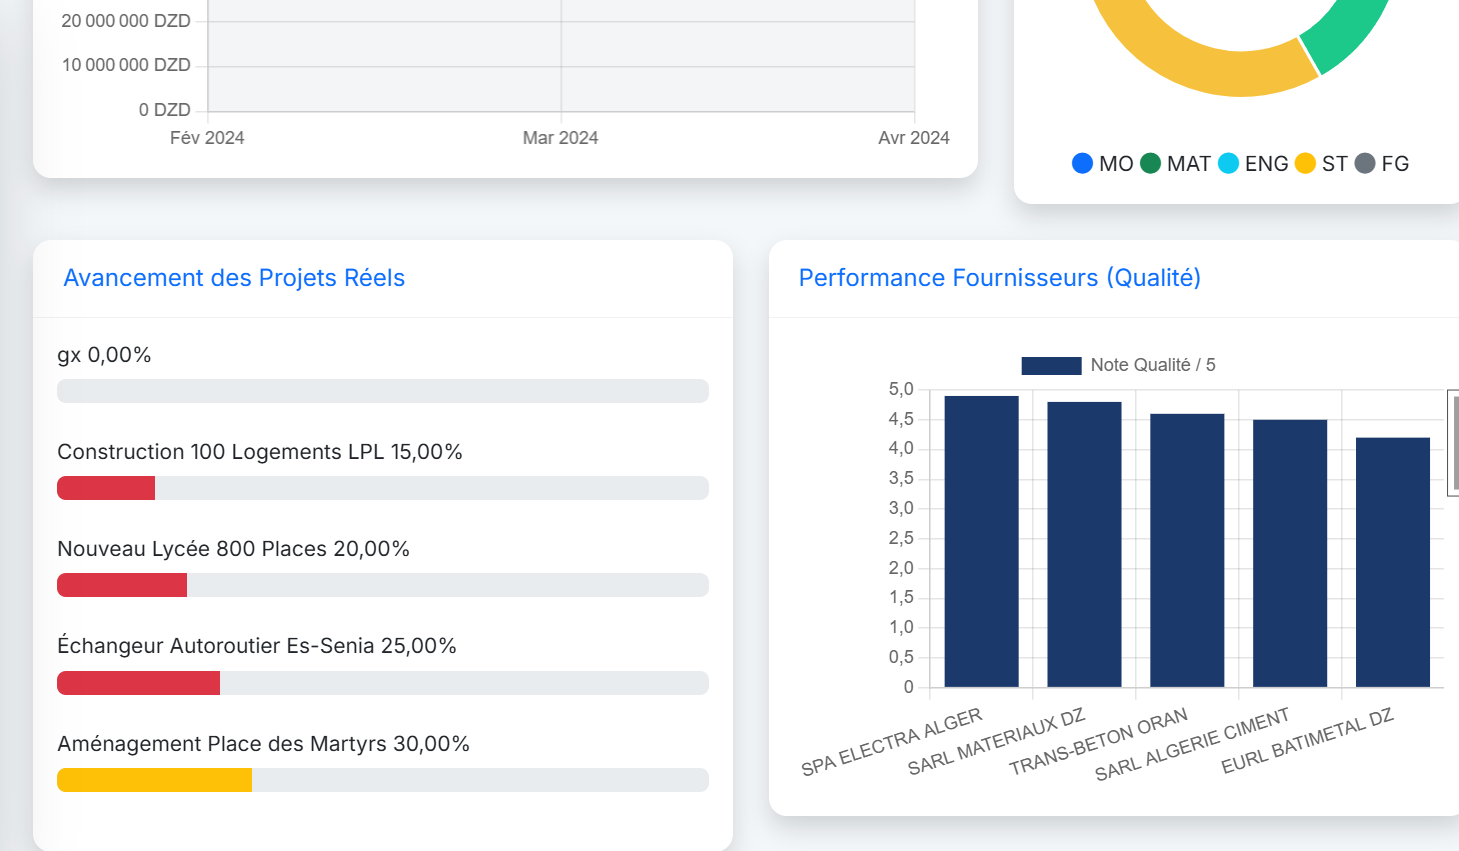 20 000 000 DZD
10 000 000 DZD
0 DZD
Fév 2024 Mar 2024 Avr 2024
MO MAT ENG ST FG
Avancement des Projets Réels
gx 0,00%
Construction 100 Logements LPL 15,00%
Nouveau Lycée 800 Places 20,00%
Échangeur Autoroutier Es-Senia 25,00%
Aménagement Place des Martyrs 30,00%
Performance Fournisseurs (Qualité)
Note Qualité / 5
5,0
4,5
4,0
3,5
3,0
2,5
2,0
1,5
1,0
0,5
0
SPA ELECTRA ALGER
SARL MATERIAUX DZ
TRANS-BETON ORAN
SARL ALGERIE CIMENT
EURL BATIMETAL DZ